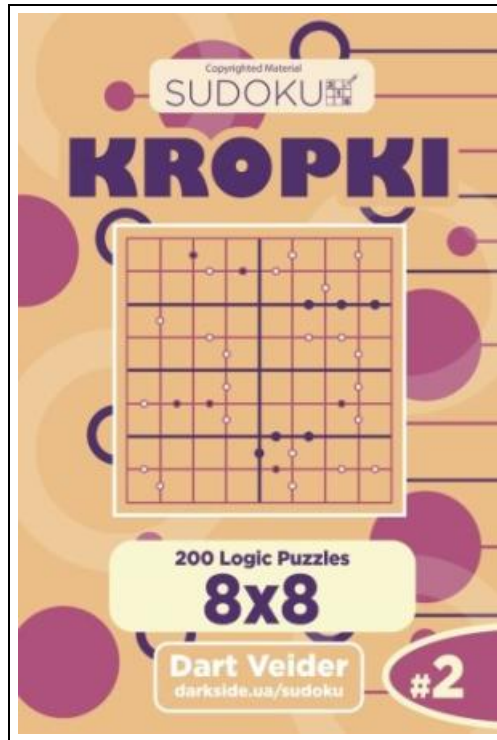 Copyrighted Material
SUDOKU
KROPKI
200 Logic Puzzles
8x8
Dart Veider
darkside.ua/sudoku
#2